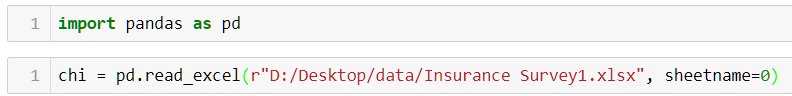 1 import pandas as pd
1 chi = pd.read_excel(r"D:/Desktop/data/Insurance Survey1.xlsx", sheetname=0)